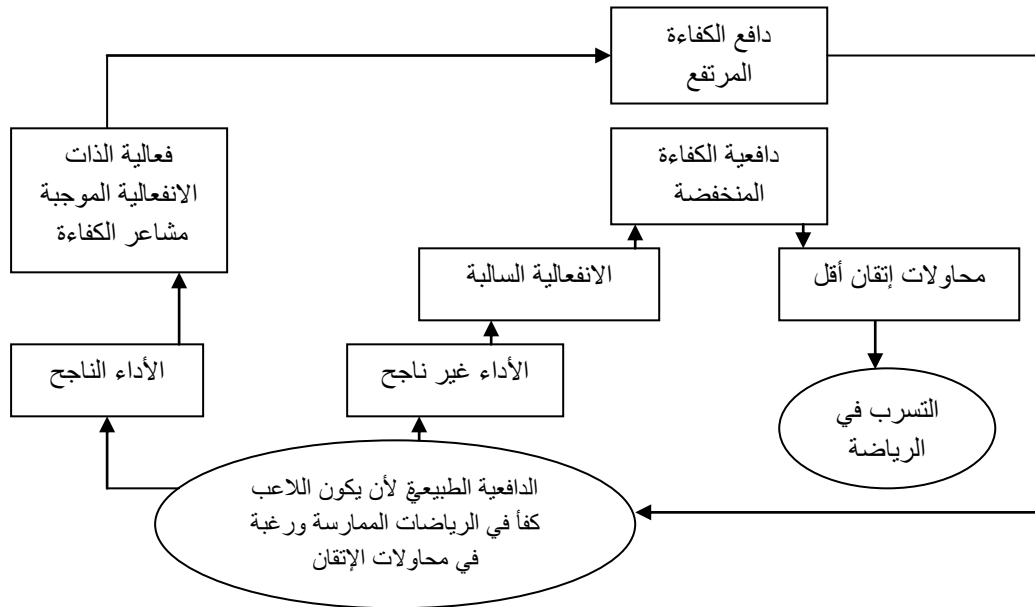 دافع الكفاءة
المرتفع
فعالية الذات
الانفعالية الموجبة
مشاعر الكفاءة
دافعية الكفاءة
المنخفضة
الانفعالية السالبة
محاولات إتقان أقل
الأداء الناجح
الأداء غير ناجح
التسرب في
الرياضة
الدافعية الطبيعية لأن يكون اللاعب
كفأ في الرياضات الممارسة ورغبة
في محاولات الإتقان